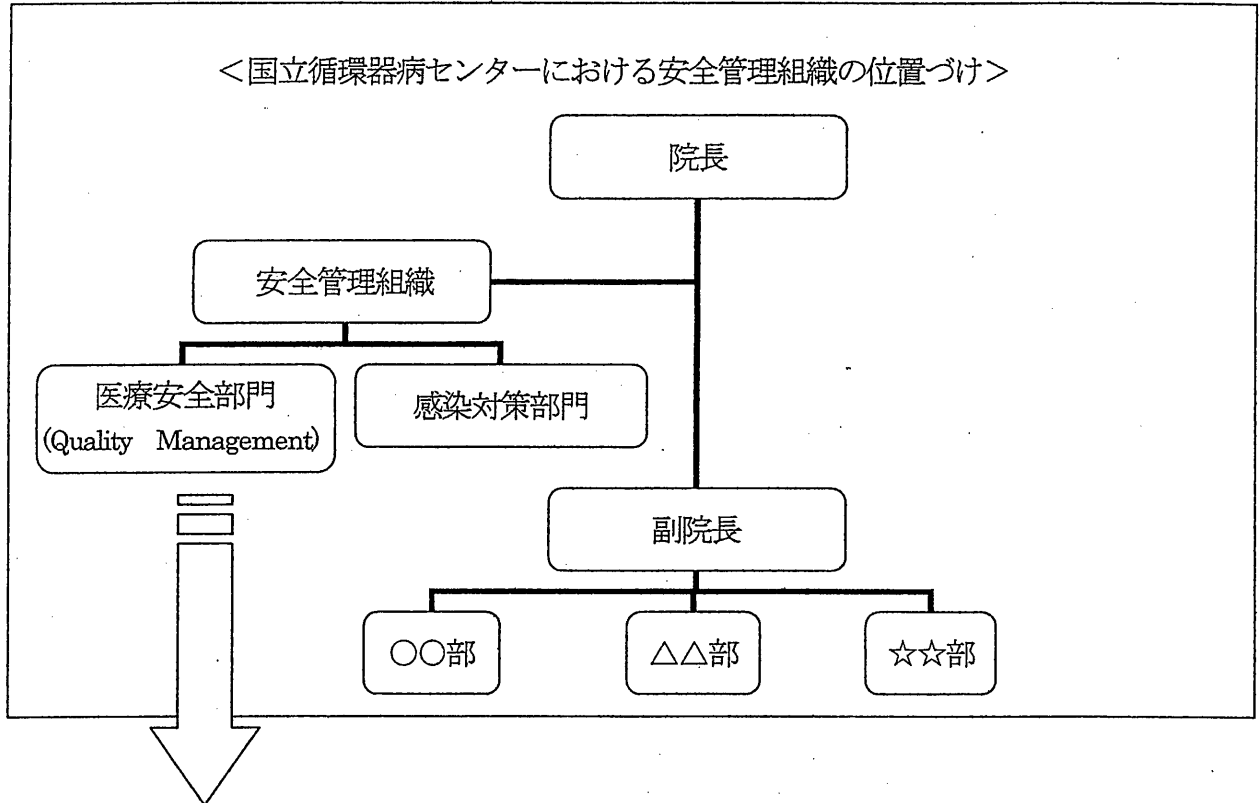 <国立循環器病センターにおける安全管理組織の位置づけ>
院長
安全管理組織
医療安全部門
(Quality Management)
感染対策部門
副院長
○○部
△△部
☆☆部